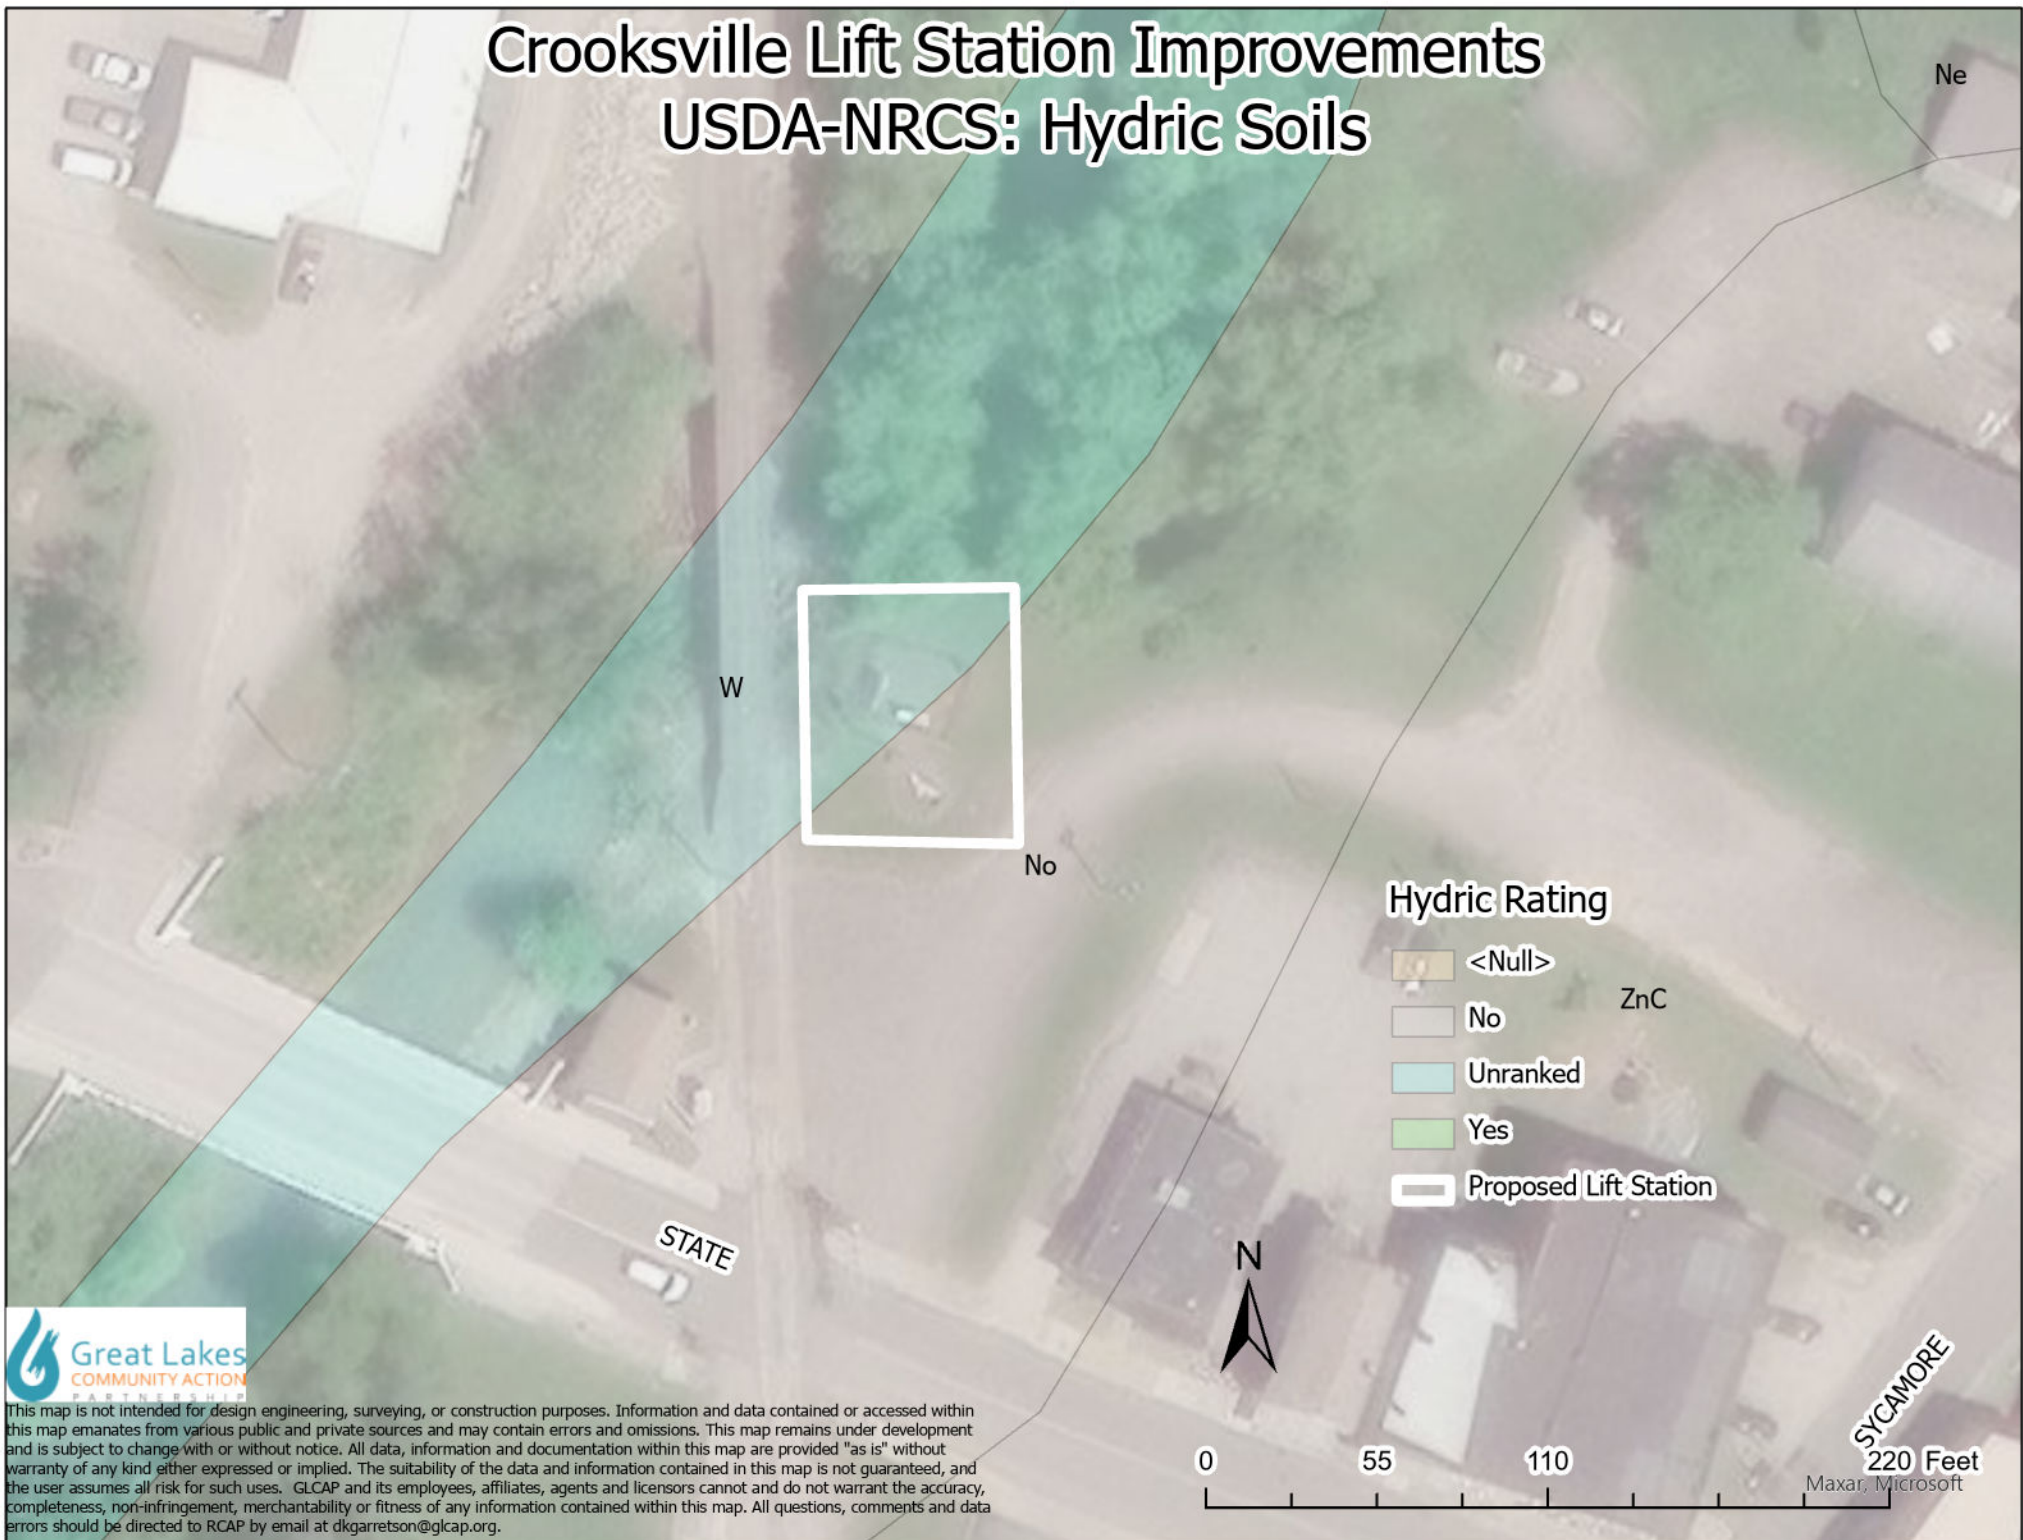 Crooksville Lift Station Improvements
USDA-NRCS: Hydric Soils
Ne
W
No
Hydric Rating
<Null>
No
Unranked
Yes
Proposed Lift Station
ZnC
STATE
N
SYCAMORE
0 55 110 220 Feet
Maxar, Microsoft
Great Lakes
COMMUNITY ACTION
PARTNERSHIP
This map is not intended for design engineering, surveying, or construction purposes. Information and data contained or accessed within
this map emanates from various public and private sources and may contain errors and omissions. This map remains under development
and is subject to change with or without notice. All data, information and documentation within this map are provided "as is" without
warranty of any kind either expressed or implied. The suitability of the data and information contained in this map is not guaranteed, and
the user assumes all risk for such uses. GLCAP and its employees, affiliates, agents and licensors cannot and do not warrant the accuracy,
completeness, non-infringement, merchantability or fitness of any information contained within this map. All questions, comments and data
errors should be directed to RCAP by email at dkgarretson@glcap.org.